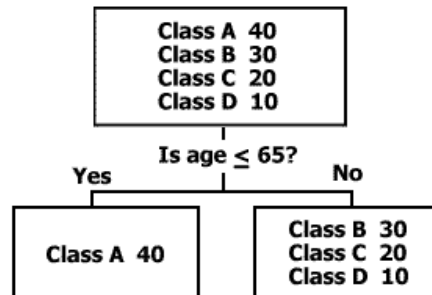 Class A 40
Class B 30
Class C 20
Class D 10
Is age ≤ 65?
Yes
No
Class A 40
Class B 30
Class C 20
Class D 10